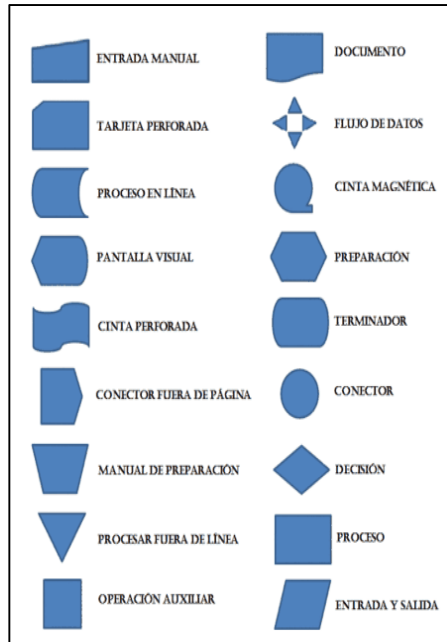 ENTRADA MANUAL
TARJETA PERFORADA
PROCESO EN LÍNEA
PANTALLA VISUAL
CINTA PERFORADA
CONECTOR FUERA DE PÁGINA
MANUAL DE PREPARACIÓN
PROCESAR FUERA DE LÍNEA
OPERACIÓN AUXILIAR
DOCUMENTO
FLUJO DE DATOS
CINTA MAGNÉTICA
PREPARACIÓN
TERMINADOR
CONECTOR
DECISIÓN
PROCESO
ENTRADA Y SALIDA